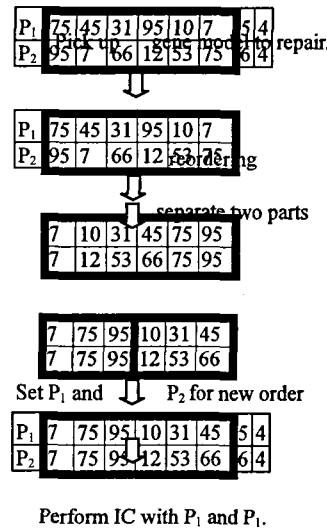 P1 75 45 31 95 10 7 5 4
Pick up gene model to repair.
P2 95 7 66 12 53 75 6 4
P1 75 45 31 95 10 7
P2 95 7 66 12 53 75
reordering
separate two parts
7 10 31 45 75 95
7 12 53 66 75 95
7 75 95 10 31 45
7 75 95 12 53 66
Set P1 and P2 for new order
P1 7 75 95 10 31 45 5 4
P2 7 75 95 12 53 66 6 4
Perform IC with P1 and P1.